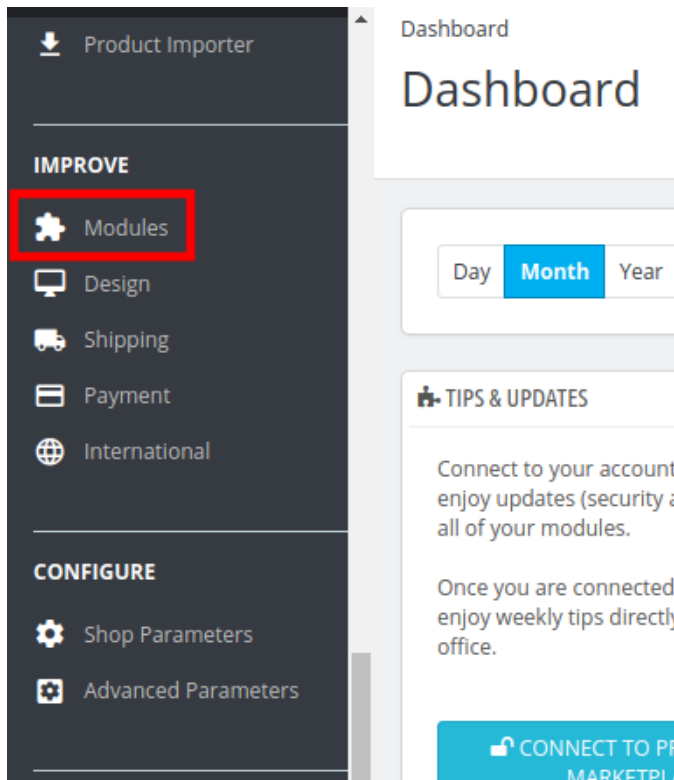 Product Importer
IMPROVE
Modules
Design
Shipping
Payment
International
CONFIGURE
Shop Parameters
Advanced Parameters
Dashboard
Dashboard
Day Month Year
TIPS & UPDATES
Connect to your account
enjoy updates (security a
all of your modules.
Once you are connected
enjoy weekly tips directly
office.
CONNECT TO PR
MARKETPL